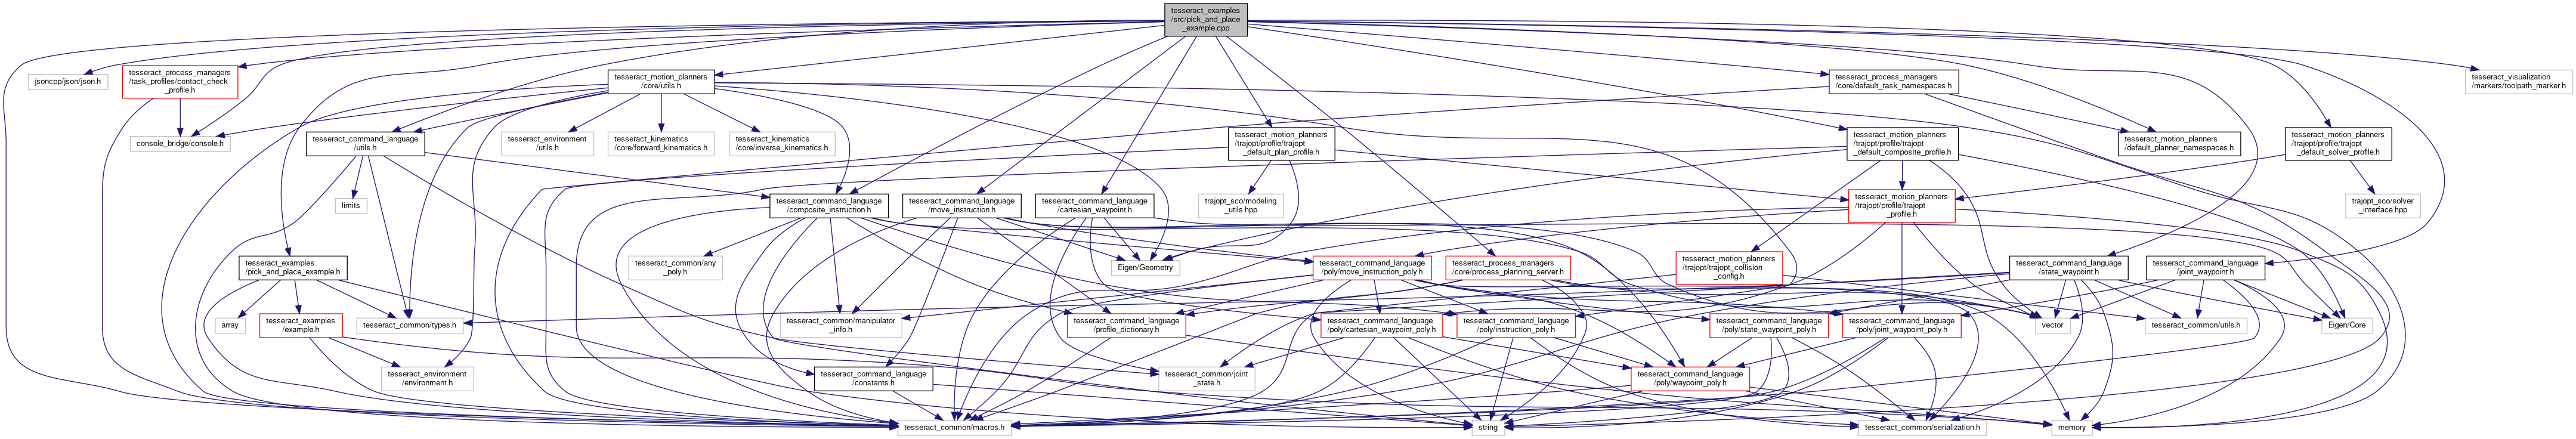 tesseract_examples
/src/pick_and_place
_example.cpp
jsoncpp/json/json.h
tesseract_process_managers
/task_profiles/contact_check
_profile.h
tesseract_motion_planners
/core/utils.h
tesseract_process_managers
/core/default_task_namespaces.h
tesseract_visualization
/markers/toolpath_marker.h
console_bridge/console.h
tesseract_command_language
/utils.h
tesseract_environment
/utils.h
tesseract_kinematics
/core/forward_kinematics.h
tesseract_kinematics
/core/inverse_kinematics.h
tesseract_motion_planners
/trajopt/profile/trajopt
_default_plan_profile.h
tesseract_motion_planners
/trajopt/profile/trajopt
_default_composite_profile.h
tesseract_motion_planners
/default_planner_namespaces.h
tesseract_motion_planners
/trajopt/profile/trajopt
_default_solver_profile.h
limits
tesseract_command_language
/composite_instruction.h
tesseract_command_language
/move_instruction.h
tesseract_command_language
/cartesian_waypoint.h
trajopt_sco/modeling
_utils.hpp
tesseract_motion_planners
/trajopt/profile/trajopt
_profile.h
trajopt_sco/solver
_interface.hpp
tesseract_examples
/pick_and_place_example.h
tesseract_common/any
_poly.h
Eigen/Geometry
tesseract_command_language
/poly/move_instruction_poly.h
tesseract_process_managers
/core/process_planning_server.h
tesseract_motion_planners
/trajopt/trajopt_collision
_config.h
tesseract_command_language
/state_waypoint.h
tesseract_command_language
/joint_waypoint.h
array
tesseract_examples
/example.h
tesseract_common/types.h
tesseract_common/manipulator
_info.h
tesseract_command_language
/profile_dictionary.h
tesseract_command_language
/poly/cartesian_waypoint_poly.h
tesseract_command_language
/poly/instruction_poly.h
tesseract_command_language
/poly/state_waypoint_poly.h
tesseract_command_language
/poly/joint_waypoint_poly.h
vector
tesseract_common/utils.h
Eigen/Core
tesseract_environment
/environment.h
tesseract_command_language
/constants.h
tesseract_common/joint
_state.h
tesseract_command_language
/poly/waypoint_poly.h
tesseract_common/macros.h
string
tesseract_common/serialization.h
memory